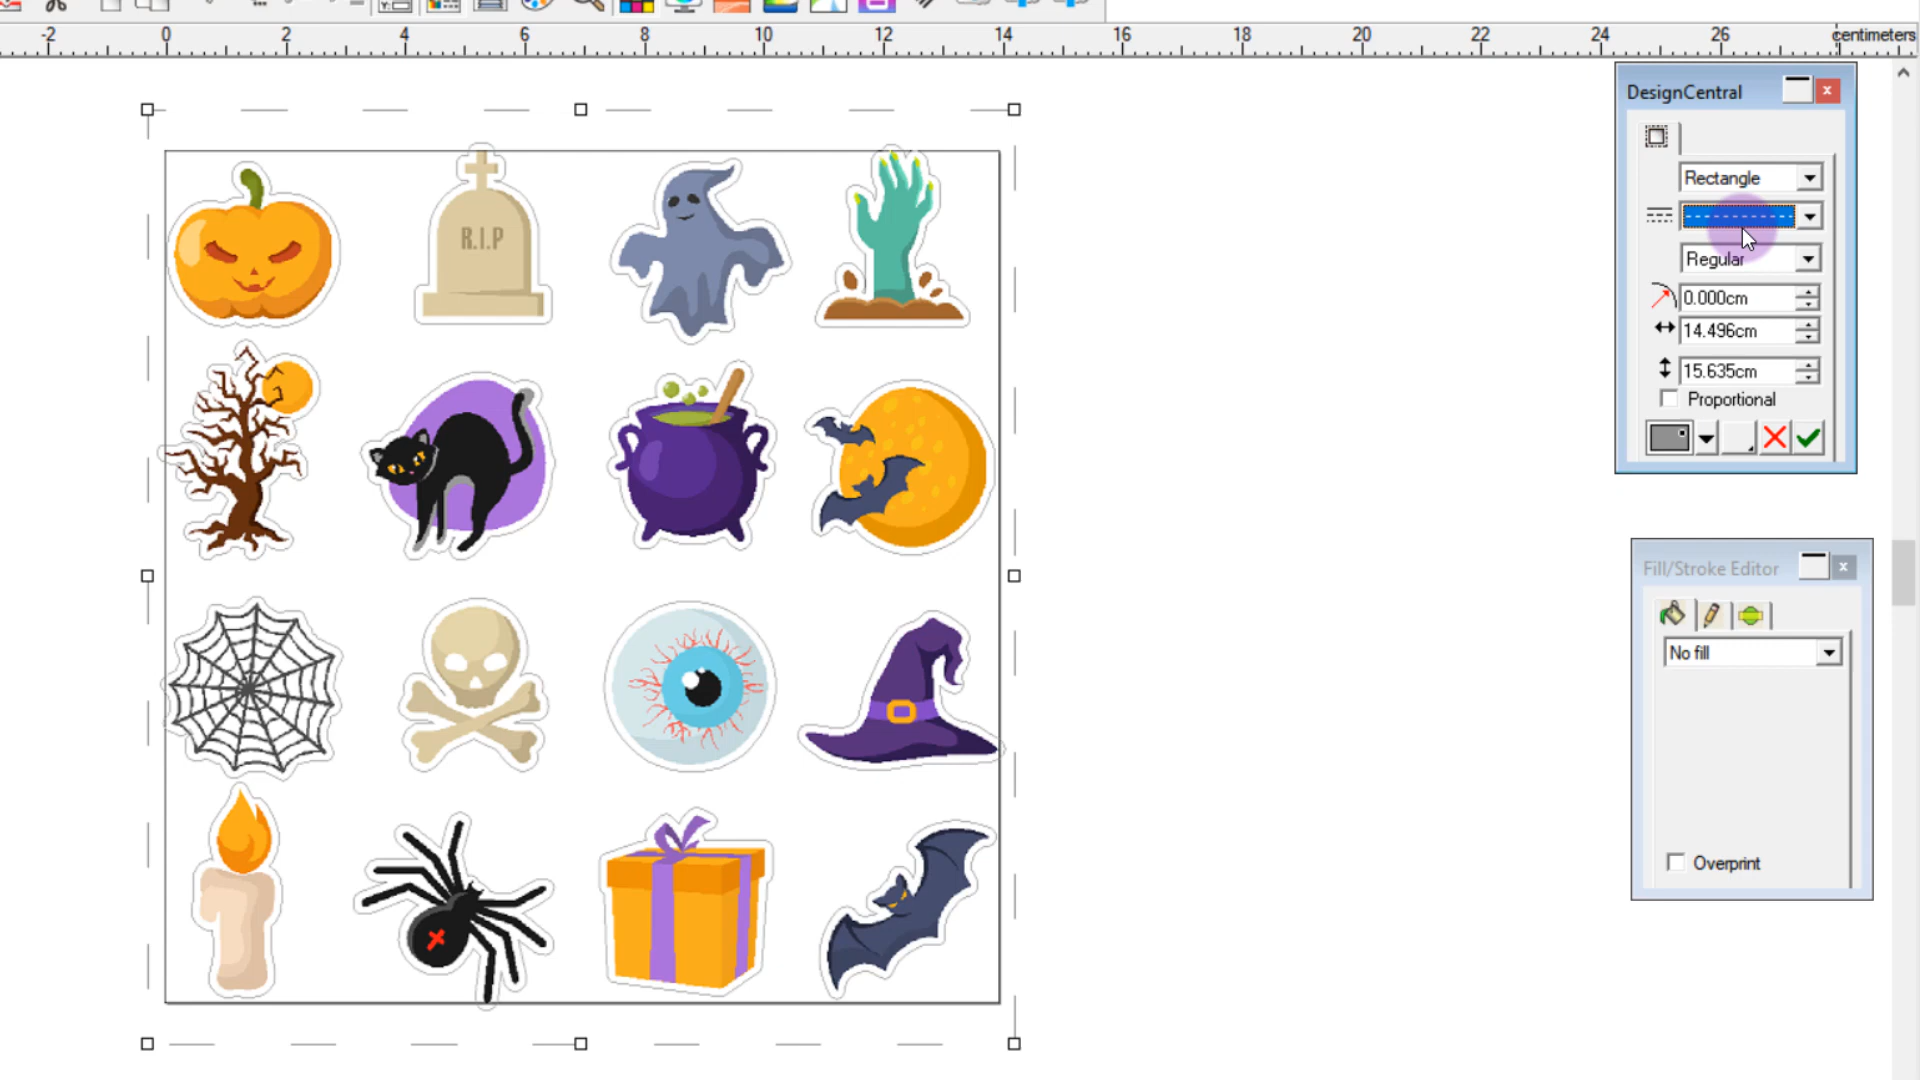 -2 0 2 4 6 8 10 12 14 16 18 20 22 24 26 centimeters
DesignCentral
Rectangle
Regular
0.000cm
14.496cm
15.635cm
Proportional
R.I.P
Fill/Stroke Editor
No fill
Overprint